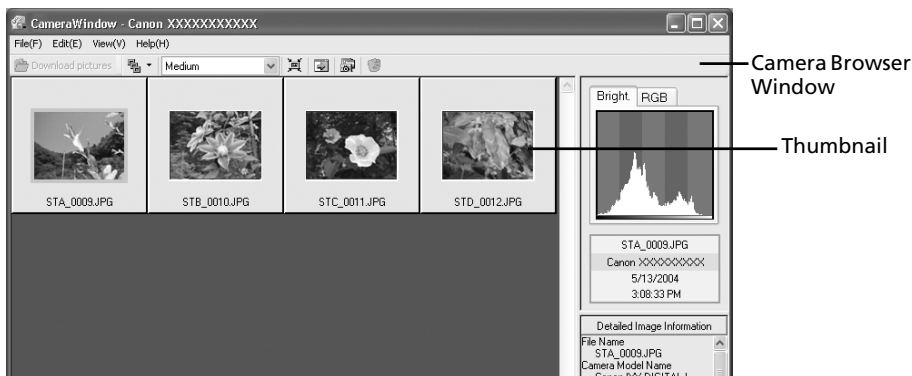 CameraWindow - Canon XXXXXXXXXXX
File(F) Edit(E) View(V) Help(H)
Download pictures Medium
Camera Browser
Window
Bright. RGB
Thumbnail
STA_0009.JPG STB_0010.JPG STC_0011.JPG STD_0012.JPG
STA_0009.JPG
Canon XXXXXXXXXX
5/13/2004
3:08:33 PM
Detailed Image Information
File Name
STA_0009.JPG
Camera Model Name